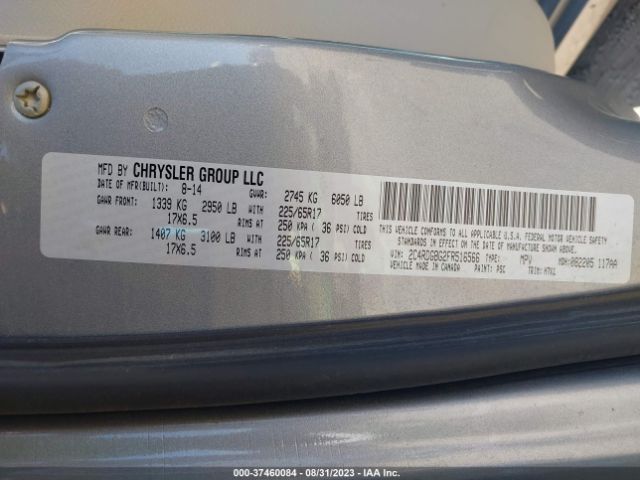 MFD BY CHRYSLER GROUP LLC
DATE OF MFR(BUILT): 8-14 GVWR: 2745 KG 6050 LB
GAWR FRONT: 1339 KG 2950 LB WITH 225/65R17 TIRES
17X6.5 RIMS AT 250 KPA ( 36 PSI) COLD
GAWR REAR: 1407 KG 3100 LB WITH 225/65R17 TIRES
17X6.5 RIMS AT 250 KPA ( 36 PSI) COLD
THIS VEHICLE CONFORMS TO ALL APPLICABLE U.S.A. FEDERAL MOTOR VEHICLE SAFETY
STANDARDS IN EFFECT ON THE DATE OF MANUFACTURE SHOWN ABOVE.
VIN: 2C4RDGBG2FR516566 TYPE: MPV MDH:082205 117AA
VEHICLE MADE IN CANADA PAINT: PSC TRIM:
000-37460084 - 08/31/2023 - IAA Inc.